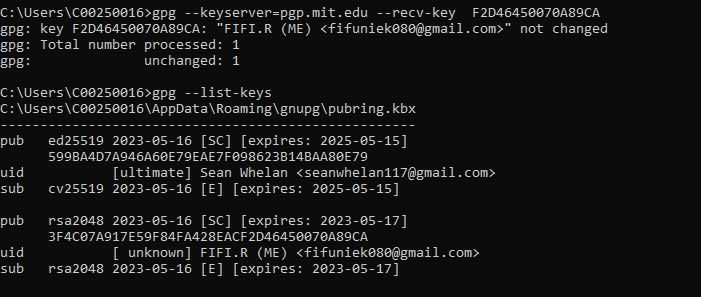 C:\Users\C00250016>gpg --keyserver=pgp.mit.edu --recv-key  F2D46450070A89CA
gpg: key F2D46450070A89CA: "FIFI.R (ME) <fifuniek080@gmail.com>" not changed
gpg: Total number processed: 1
gpg:              unchanged: 1
C:\Users\C00250016>gpg --list-keys
C:\Users\C00250016\AppData\Roaming\gnupg\pubring.kbx
----------------------------------------------------
pub   ed25519 2023-05-16 [SC] [expires: 2025-05-15]
      599BA4D7A946A60E79EAE7F098623B14BAA80E79
uid           [ultimate] Sean Whelan <seanwhelan117@gmail.com>
sub   cv25519 2023-05-16 [E] [expires: 2025-05-15]
pub   rsa2048 2023-05-16 [SC] [expires: 2023-05-17]
      3F4C07A917E59F84FA428EACF2D46450070A89CA
uid           [ unknown] FIFI.R (ME) <fifuniek080@gmail.com>
sub   rsa2048 2023-05-16 [E] [expires: 2023-05-17]